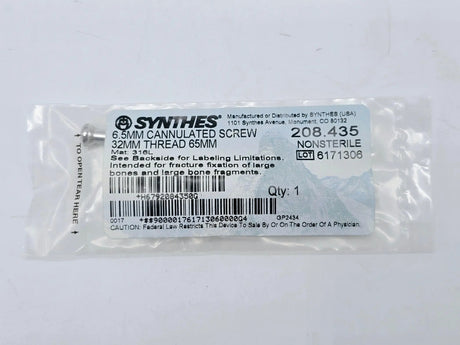 SYNTHES®
Manufactured or Distributed by SYNTHES (USA)
1101 Synthes Avenue, Monument, CO 80132
6.5MM CANNULATED SCREW
32MM THREAD 65MM
208.435
NONSTERILE
LOT 6171306
Mat: 316L
See Backside for Labeling Limitations.
Intended for fracture fixation of large
bones and large bone fragments.
Qty: 1
*H67920843500*
0017
*+$$90000176171306000004*
GP2434
CAUTION: Federal Law Restricts This Device To Sale By Or On The Order Of A Physician.
TO OPEN TEAR HERE